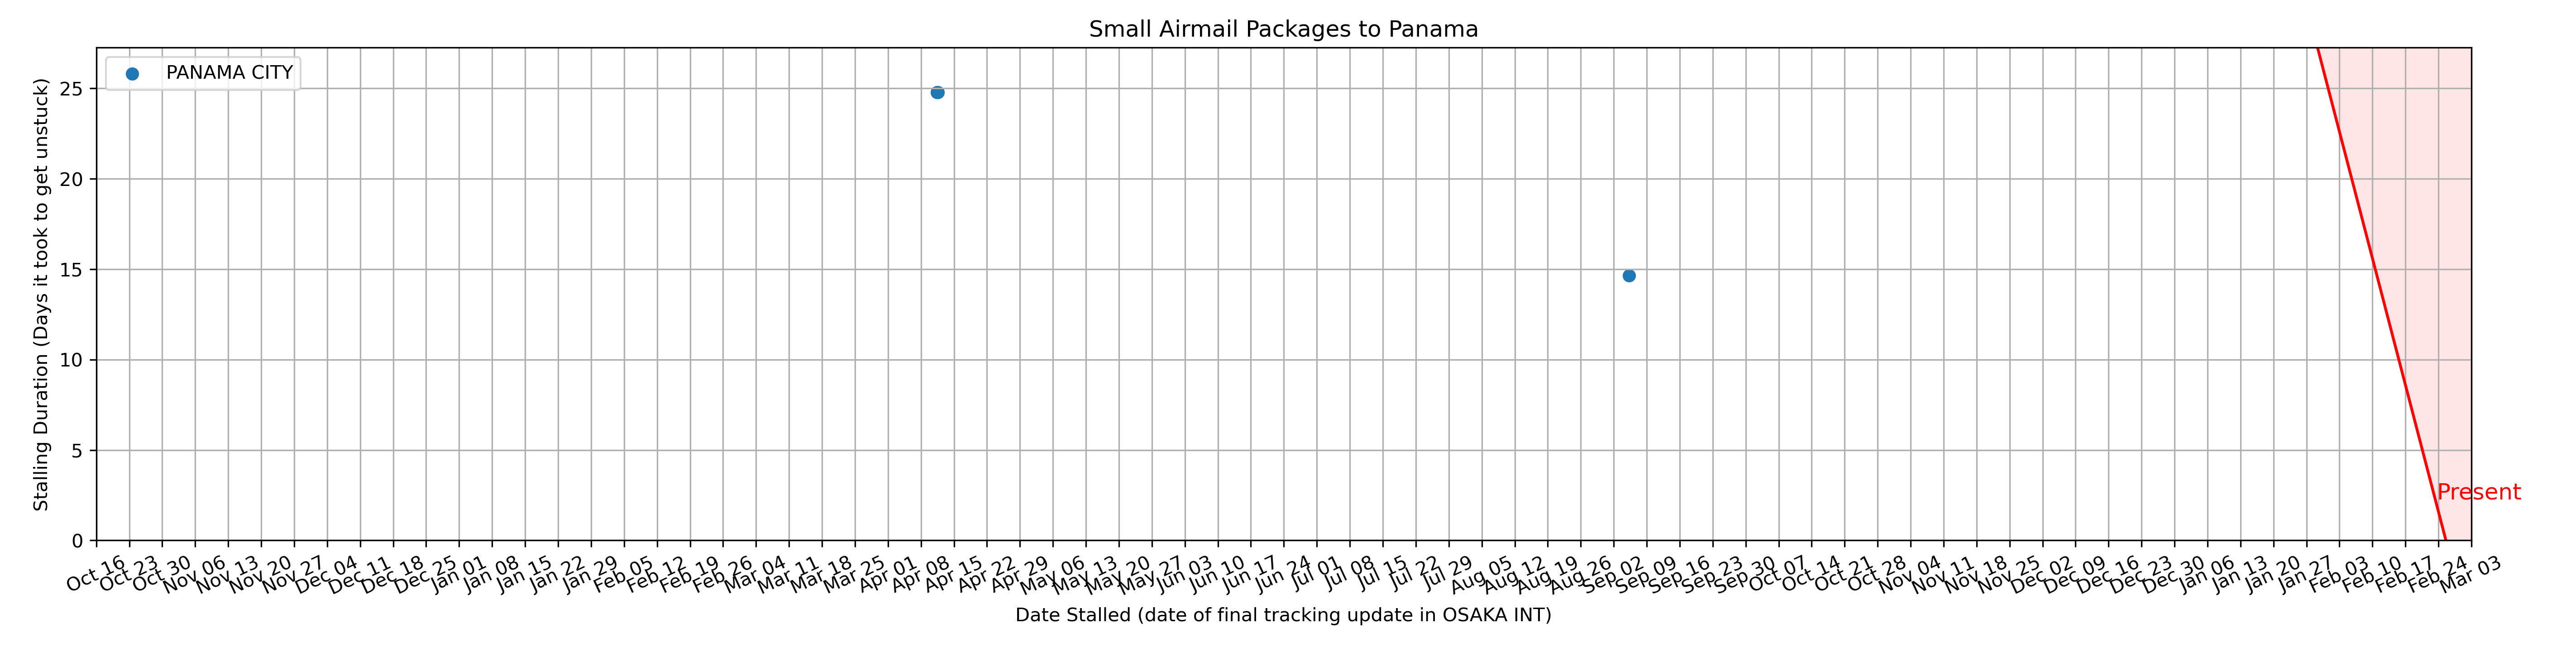 Small Airmail Packages to Panama
PANAMA CITY
Stalling Duration (Days it took to get unstuck)
25
20
15
10
5
0
Present
Oct 16 Oct 23 Oct 30 Nov 06 Nov 13 Nov 20 Nov 27 Dec 04 Dec 11 Dec 18 Dec 25 Jan 01 Jan 08 Jan 15 Jan 22 Jan 29 Feb 05 Feb 12 Feb 19 Feb 26 Mar 04 Mar 11 Mar 18 Mar 25 Apr 01 Apr 08 Apr 15 Apr 22 Apr 29 May 06 May 13 May 20 May 27 Jun 03 Jun 10 Jun 17 Jun 24 Jul 01 Jul 08 Jul 15 Jul 22 Jul 29 Aug 05 Aug 12 Aug 19 Aug 26 Sep 02 Sep 09 Sep 16 Sep 23 Sep 30 Oct 07 Oct 14 Oct 21 Oct 28 Nov 04 Nov 11 Nov 18 Nov 25 Dec 02 Dec 09 Dec 16 Dec 23 Dec 30 Jan 06 Jan 13 Jan 20 Jan 27 Feb 03 Feb 10 Feb 17 Feb 24 Mar 03
Date Stalled (date of final tracking update in OSAKA INT)